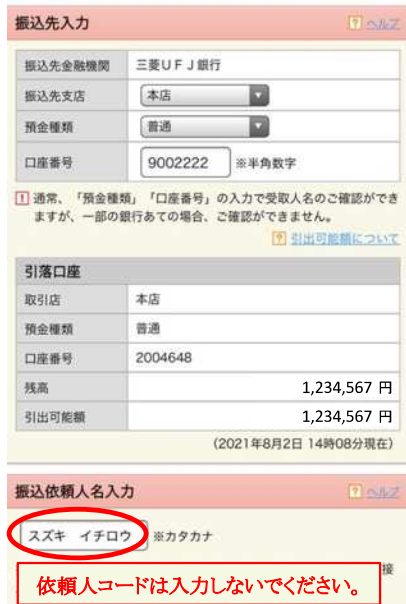 振込先入力 ? ヘルプ
振込先金融機関 三菱ＵＦＪ銀行
振込先支店 本店
預金種類 普通
口座番号 9002222 ※半角数字
! 通常、「預金種類」「口座番号」の入力で受取人名のご確認ができ
ますが、一部の銀行あての場合、ご確認ができません。
? 引出可能額について
引落口座
取引店 本店
預金種類 普通
口座番号 2004648
残高 1,234,567 円
引出可能額 1,234,567 円
(2021年8月2日 14時08分現在)
振込依頼人名入力 ? ヘルプ
スズキ　イチロウ ※カタカナ
接
依頼人コードは入力しないでください。